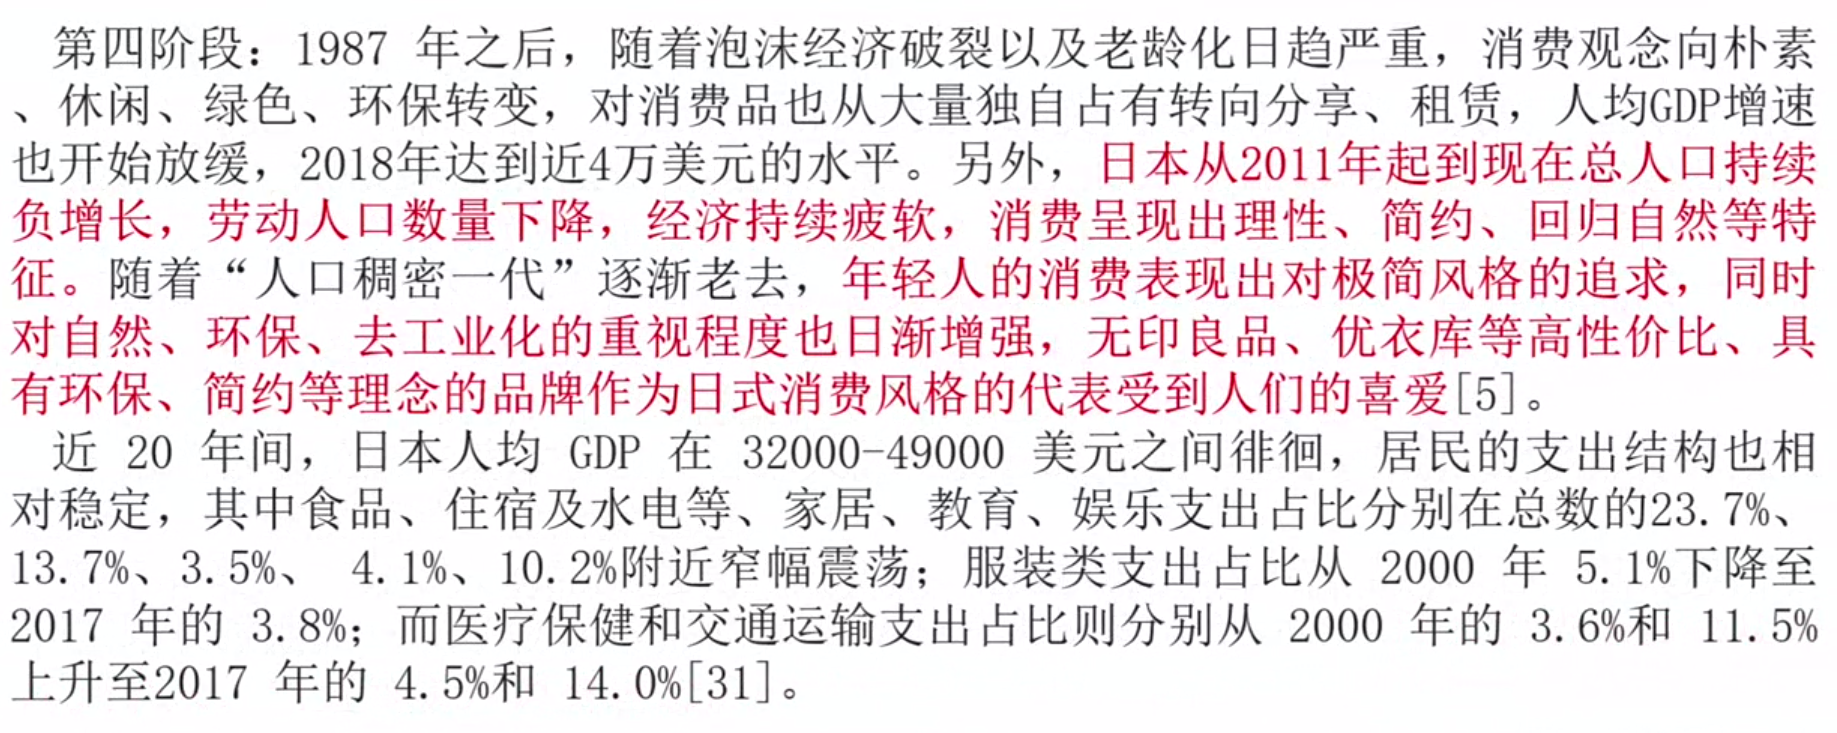 第四阶段：1987 年之后，随着泡沫经济破裂以及老龄化日趋严重，消费观念向朴素
、休闲、绿色、环保转变，对消费品也从大量独自占有转向分享、租赁，人均GDP增速
也开始放缓，2018年达到近4万美元的水平。另外，日本从2011年起到现在总人口持续
负增长，劳动人口数量下降，经济持续疲软，消费呈现出理性、简约、回归自然等特
征。随着“人口稠密一代”逐渐老去，年轻人的消费表现出对极简风格的追求，同时
对自然、环保、去工业化的重视程度也日渐增强，无印良品、优衣库等高性价比、具
有环保、简约等理念的品牌作为日式消费风格的代表受到人们的喜爱[5]。
近 20 年间，日本人均 GDP 在 32000-49000 美元之间徘徊，居民的支出结构也相
对稳定，其中食品、住宿及水电等、家居、教育、娱乐支出占比分别在总数的23.7%、
13.7%、3.5%、 4.1%、10.2%附近窄幅震荡；服装类支出占比从 2000 年 5.1%下降至
2017 年的 3.8%；而医疗保健和交通运输支出占比则分别从 2000 年的 3.6%和 11.5%
上升至2017 年的 4.5%和 14.0%[31]。